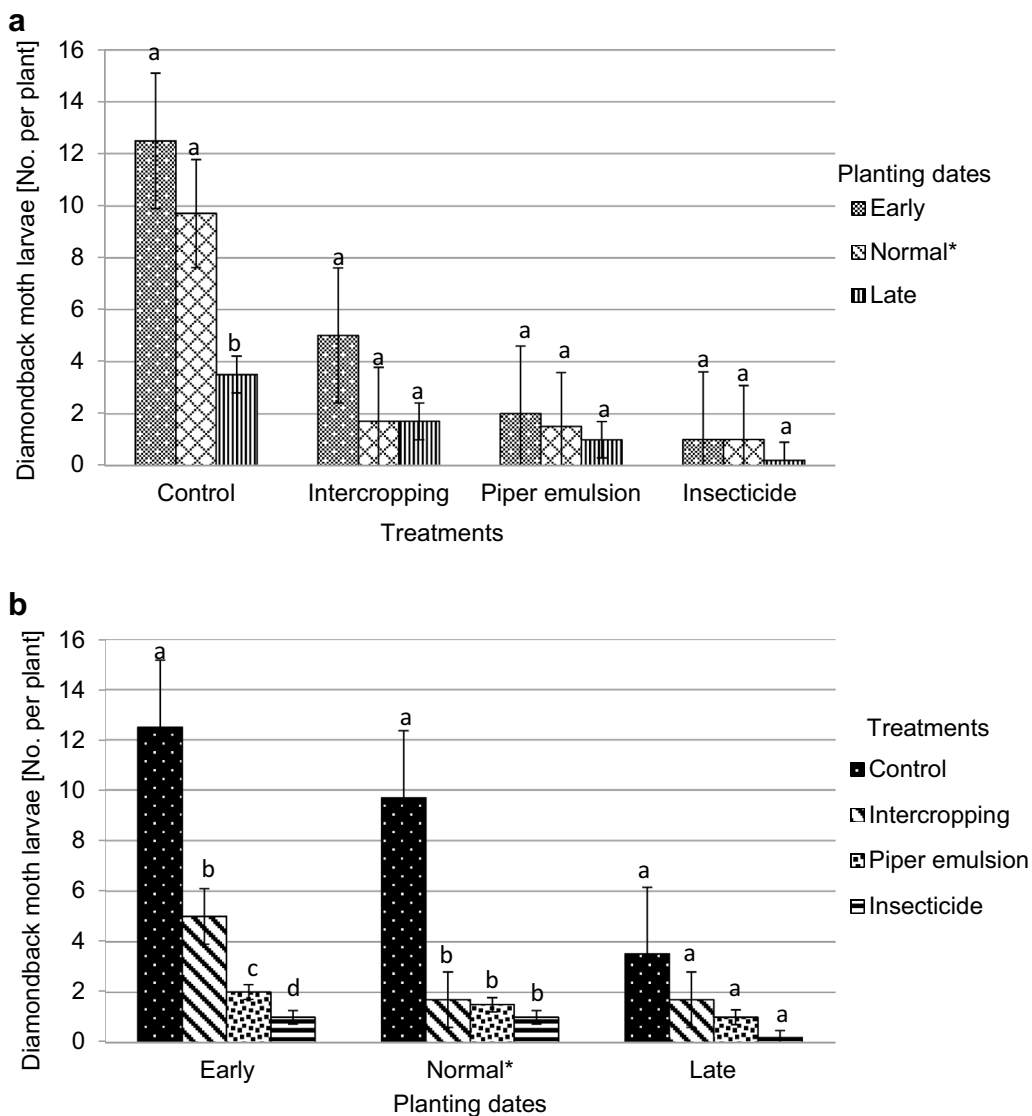 a
Diamondback moth larvae [No. per plant]
16
14
12
10
8
6
4
2
0
a
a
b
a
a
a
a
a
a
a
a
a
Control
Intercropping
Piper emulsion
Insecticide
Treatments
Planting dates
Early
Normal*
Late
b
Diamondback moth larvae [No. per plant]
16
14
12
10
8
6
4
2
0
a
b
c
d
a
b
b
b
a
a
a
a
Early
Normal*
Late
Planting dates
Treatments
Control
Intercropping
Piper emulsion
Insecticide